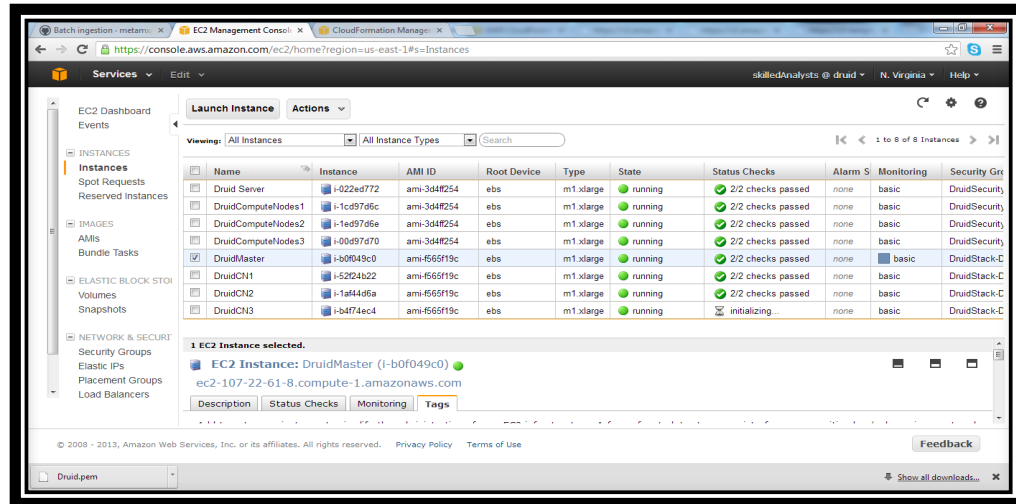 Batch ingestion - metamx
EC2 Management Consol
CloudFormation Manager
https://console.aws.amazon.com/ec2/home?region=us-east-1#s=Instances
Services Edit skilledAnalysts @ druid N. Virginia Help
EC2 Dashboard
Events
INSTANCES
Instances
Spot Requests
Reserved Instances
IMAGES
AMIs
Bundle Tasks
ELASTIC BLOCK STOI
Volumes
Snapshots
NETWORK & SECURIT
Security Groups
Elastic IPs
Placement Groups
Load Balancers
Launch Instance Actions
Viewing: All Instances All Instance Types Search 1 to 8 of 8 Instances
Name Instance AMI ID Root Device Type State Status Checks Alarm S Monitoring Security Gro
Druid Server i-022ed772 ami-3d4ff254 ebs m1.xlarge running 2/2 checks passed none basic DruidSecurity
DruidComputeNodes1 i-1cd97d6c ami-3d4ff254 ebs m1.xlarge running 2/2 checks passed none basic DruidSecurity
DruidComputeNodes2 i-1ed97d6e ami-3d4ff254 ebs m1.xlarge running 2/2 checks passed none basic DruidSecurity
DruidComputeNodes3 i-00d97d70 ami-3d4ff254 ebs m1.xlarge running 2/2 checks passed none basic DruidSecurity
DruidMaster i-b0f049c0 ami-f565f19c ebs m1.xlarge running 2/2 checks passed none basic DruidStack-D
DruidCN1 i-52f24b22 ami-f565f19c ebs m1.xlarge running 2/2 checks passed none basic DruidStack-D
DruidCN2 i-1af44d6a ami-f565f19c ebs m1.xlarge running 2/2 checks passed none basic DruidStack-D
DruidCN3 i-b4f74ec4 ami-f565f19c ebs m1.xlarge running initializing... none basic DruidStack-D
1 EC2 Instance selected.
EC2 Instance: DruidMaster (i-b0f049c0)
ec2-107-22-61-8.compute-1.amazonaws.com
Description Status Checks Monitoring Tags
© 2008 - 2013, Amazon Web Services, Inc. or its affiliates. All rights reserved. Privacy Policy Terms of Use Feedback
Druid.pem Show all downloads...